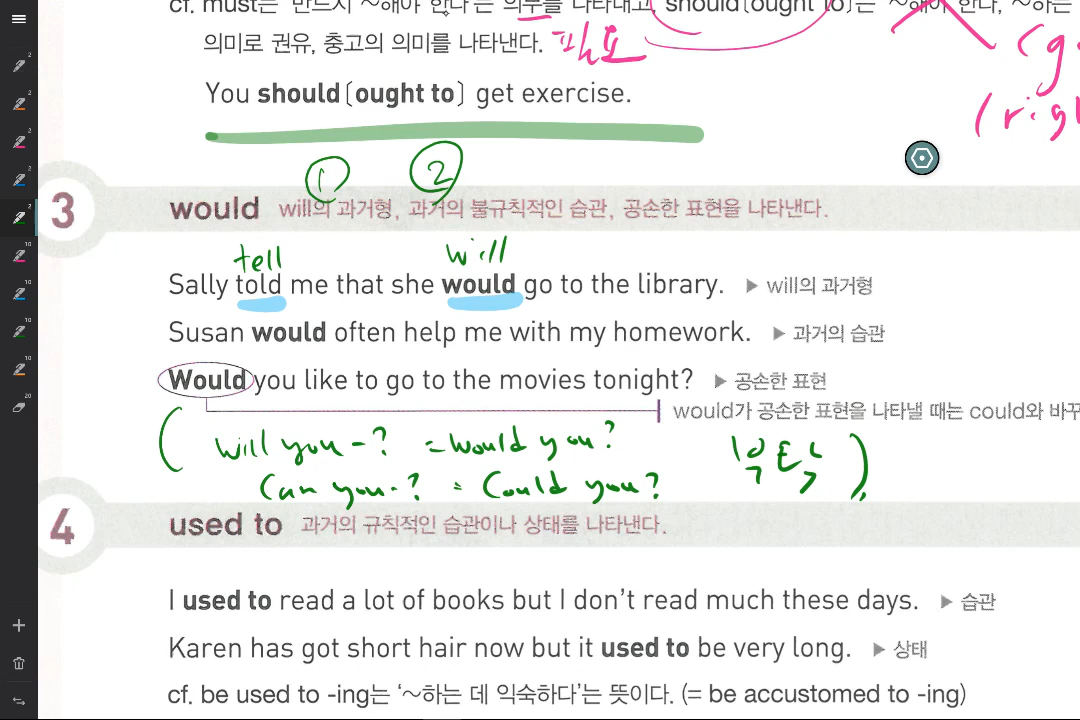 cf. must는 '반드시 ~해야 한다'는 의무를 나타내고, should(ought to)는 '~해야 한다, ~하는
의미로 권유, 충고의 의미를 나타낸다. 필요
You should(ought to) get exercise.
① ②
3 would will의 과거형, 과거의 불규칙적인 습관, 공손한 표현을 나타낸다.
tell will
Sally told me that she would go to the library. ▶ will의 과거형
Susan would often help me with my homework. ▶ 과거의 습관
Would you like to go to the movies tonight? ▶ 공손한 표현
would가 공손한 표현을 나타낼 때는 could와 바꾸
( will you -? = would you? 공손 )
Can you -? = Could you?
4 used to 과거의 규칙적인 습관이나 상태를 나타낸다.
I used to read a lot of books but I don't read much these days. ▶ 습관
Karen has got short hair now but it used to be very long. ▶ 상태
cf. be used to -ing는 '~하는 데 익숙하다'는 뜻이다. (= be accustomed to -ing)